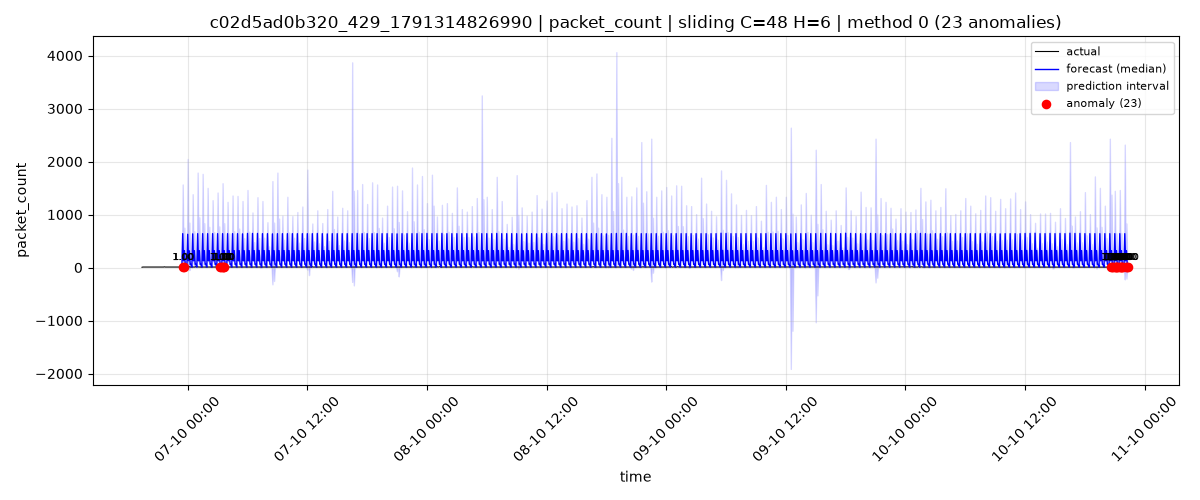 c02d5ad0b320_429_1791314826990 | packet_count | sliding C=48 H=6 | method 0 (23 anomalies)
actual
forecast (median)
prediction interval
anomaly (23)
packet_count
4000
3000
2000
1000
0
−1000
−2000
07-10 00:00
07-10 12:00
08-10 00:00
08-10 12:00
09-10 00:00
09-10 12:00
10-10 00:00
10-10 12:00
11-10 00:00
time